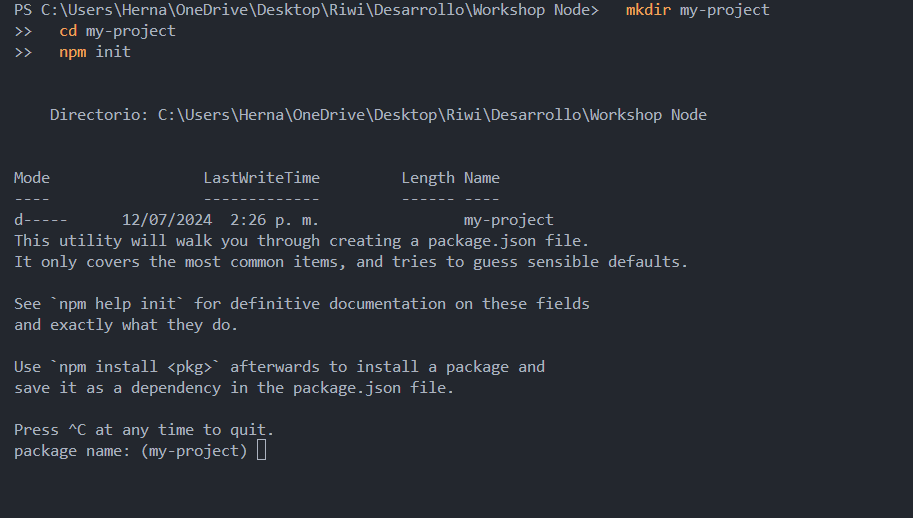 PS C:\Users\Herna\OneDrive\Desktop\Riwi\Desarrollo\Workshop Node>   mkdir my-project
>>   cd my-project
>>   npm init
Directorio: C:\Users\Herna\OneDrive\Desktop\Riwi\Desarrollo\Workshop Node
Mode                 LastWriteTime         Length Name
----                 -------------         ------ ----
d-----      12/07/2024  2:26 p. m.                my-project
This utility will walk you through creating a package.json file.
It only covers the most common items, and tries to guess sensible defaults.
See `npm help init` for definitive documentation on these fields
and exactly what they do.
Use `npm install <pkg>` afterwards to install a package and
save it as a dependency in the package.json file.
Press ^C at any time to quit.
package name: (my-project)